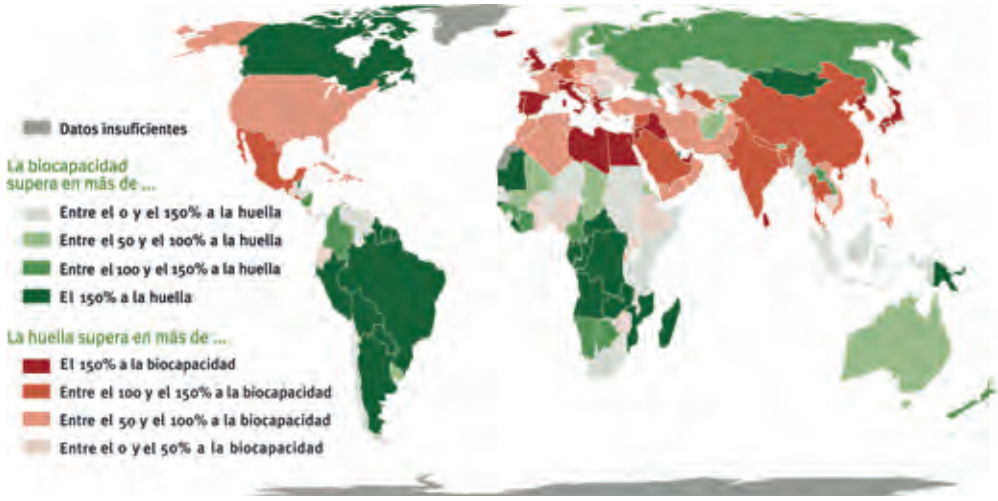 Datos insuficientes
La biocapacidad
supera en más de ...
Entre el 0 y el 150% a la huella
Entre el 50 y el 100% a la huella
Entre el 100 y el 150% a la huella
El 150% a la huella
La huella supera en más de ...
El 150% a la biocapacidad
Entre el 100 y el 150% a la biocapacidad
Entre el 50 y el 100% a la biocapacidad
Entre el 0 y el 50% a la biocapacidad